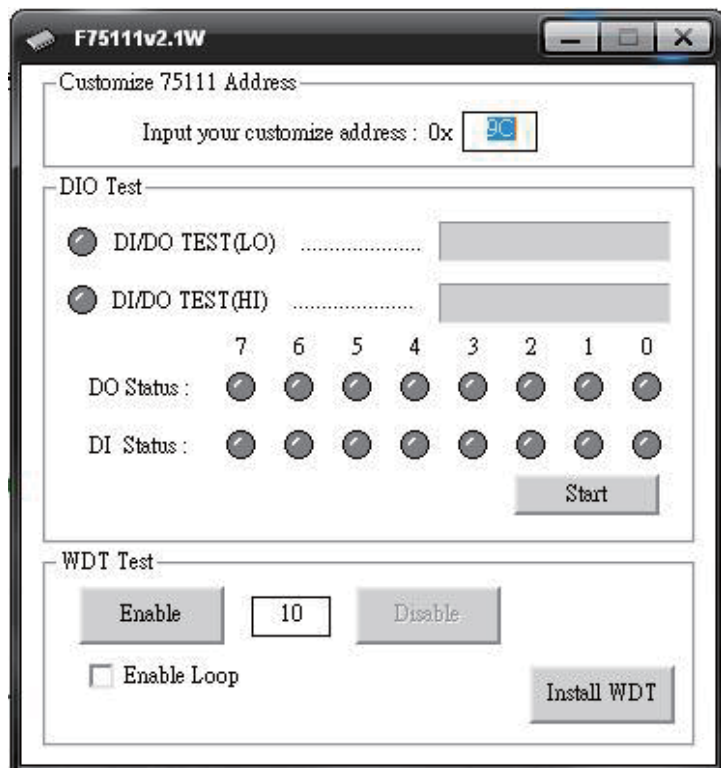 F75111v2.1W
Customize 75111 Address
Input your customize address : 0x 9C
DIO Test
DI/DO TEST(LO) ......................
DI/DO TEST(HI) ......................
7 6 5 4 3 2 1 0
DO Status :
DI Status :
Start
WDT Test
Enable 10 Disable
Enable Loop
Install WDT